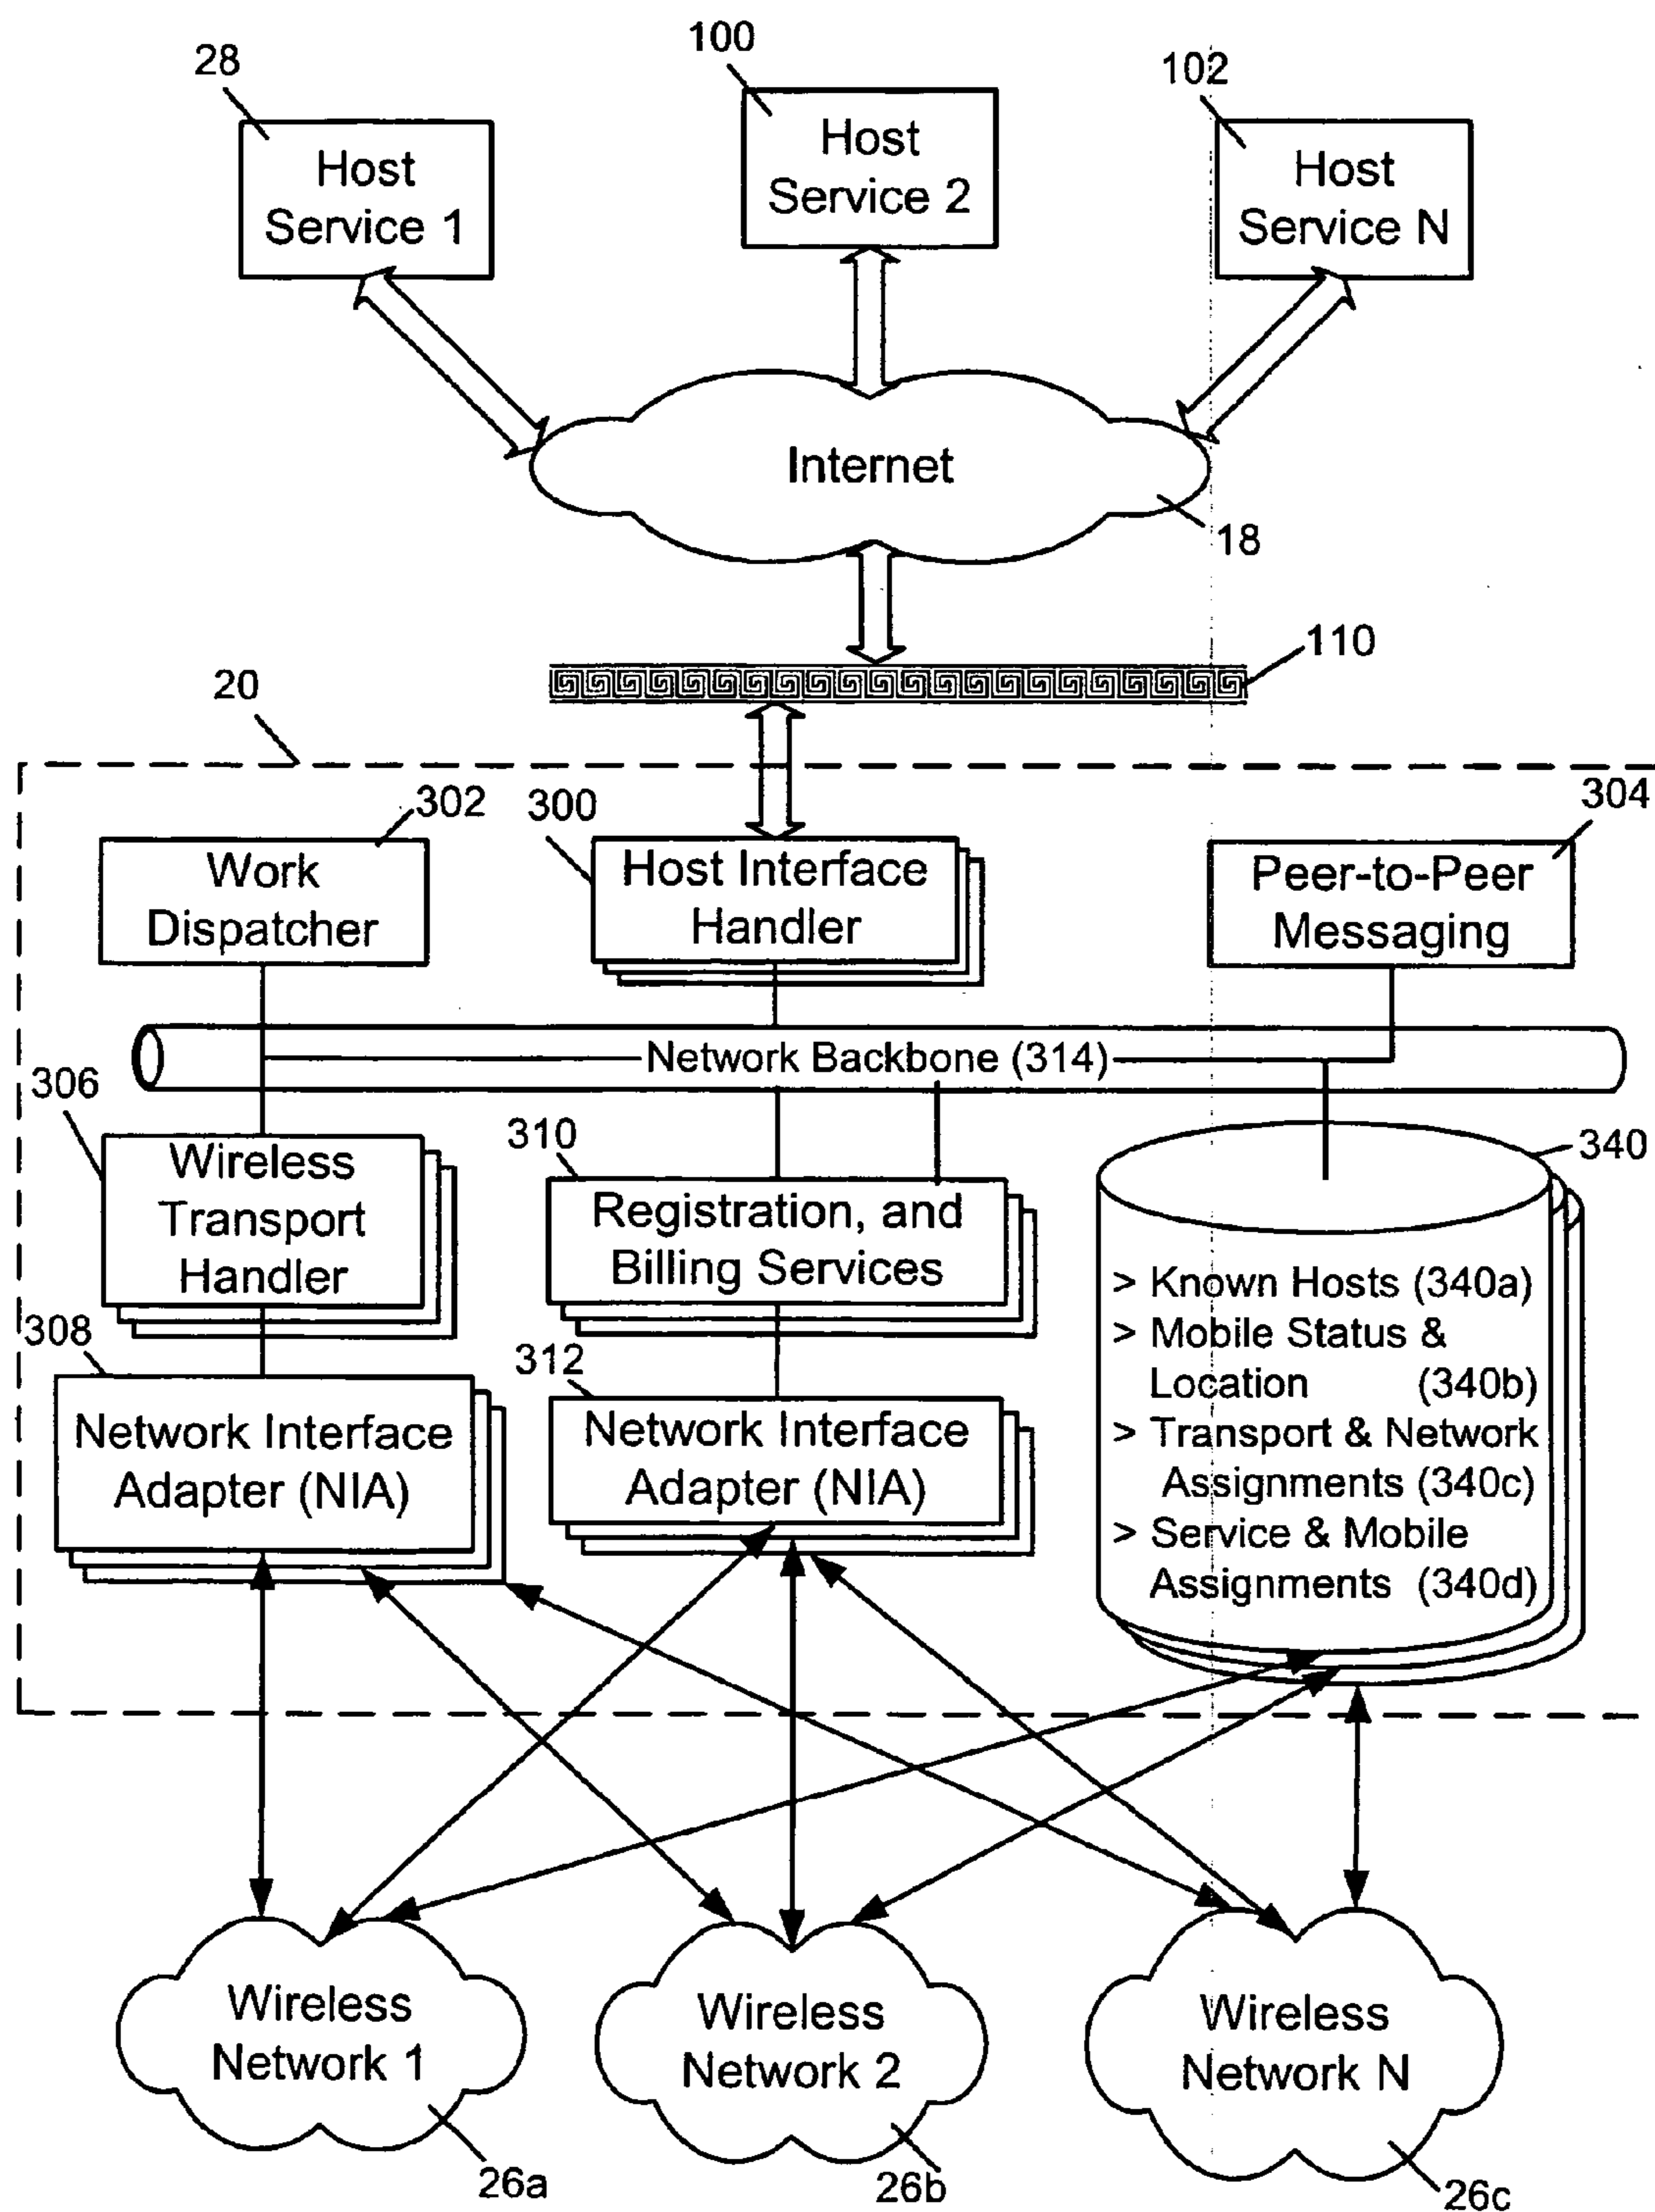 28
100
102
Host
Service 1
Host
Service 2
Host
Service N
Internet
18
110
20
302
300
304
Work
Dispatcher
Host Interface
Handler
Peer-to-Peer
Messaging
Network Backbone (314)
306
310
340
Wireless
Transport
Handler
Registration, and
Billing Services
> Known Hosts (340a)
> Mobile Status &
Location (340b)
> Transport & Network
Assignments (340c)
> Service & Mobile
Assignments (340d)
308
312
Network Interface
Adapter (NIA)
Network Interface
Adapter (NIA)
Wireless
Network 1
Wireless
Network 2
Wireless
Network N
26a
26b
26c